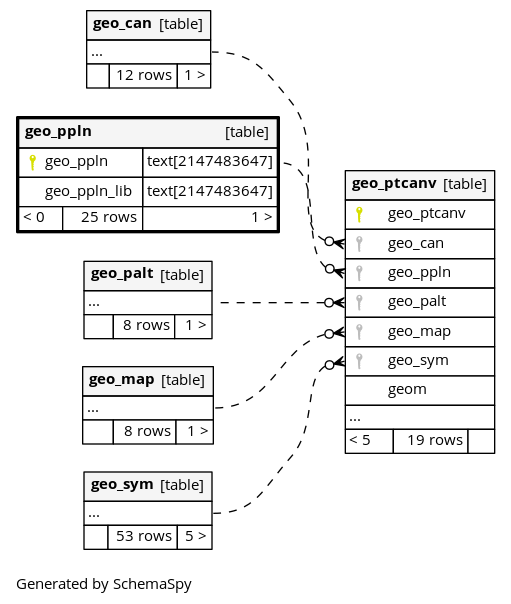 geo_can [table]
...
12 rows 1 >
geo_ppln [table]
geo_ppln text[2147483647]
geo_ppln_lib text[2147483647]
< 0 25 rows 1 >
geo_palt [table]
...
8 rows 1 >
geo_map [table]
...
8 rows 1 >
geo_sym [table]
...
53 rows 5 >
geo_ptcanv [table]
geo_ptcanv
geo_can
geo_ppln
geo_palt
geo_map
geo_sym
geom
...
< 5 19 rows
Generated by SchemaSpy